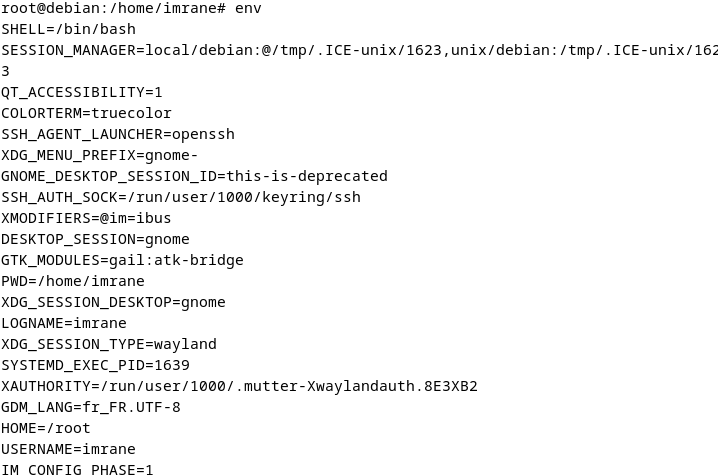 root@debian:/home/imrane# env
SHELL=/bin/bash
SESSION_MANAGER=local/debian:@/tmp/.ICE-unix/1623,unix/debian:/tmp/.ICE-unix/162
3
QT_ACCESSIBILITY=1
COLORTERM=truecolor
SSH_AGENT_LAUNCHER=openssh
XDG_MENU_PREFIX=gnome-
GNOME_DESKTOP_SESSION_ID=this-is-deprecated
SSH_AUTH_SOCK=/run/user/1000/keyring/ssh
XMODIFIERS=@im=ibus
DESKTOP_SESSION=gnome
GTK_MODULES=gail:atk-bridge
PWD=/home/imrane
XDG_SESSION_DESKTOP=gnome
LOGNAME=imrane
XDG_SESSION_TYPE=wayland
SYSTEMD_EXEC_PID=1639
XAUTHORITY=/run/user/1000/.mutter-Xwaylandauth.8E3XB2
GDM_LANG=fr_FR.UTF-8
HOME=/root
USERNAME=imrane
IM_CONFIG_PHASE=1